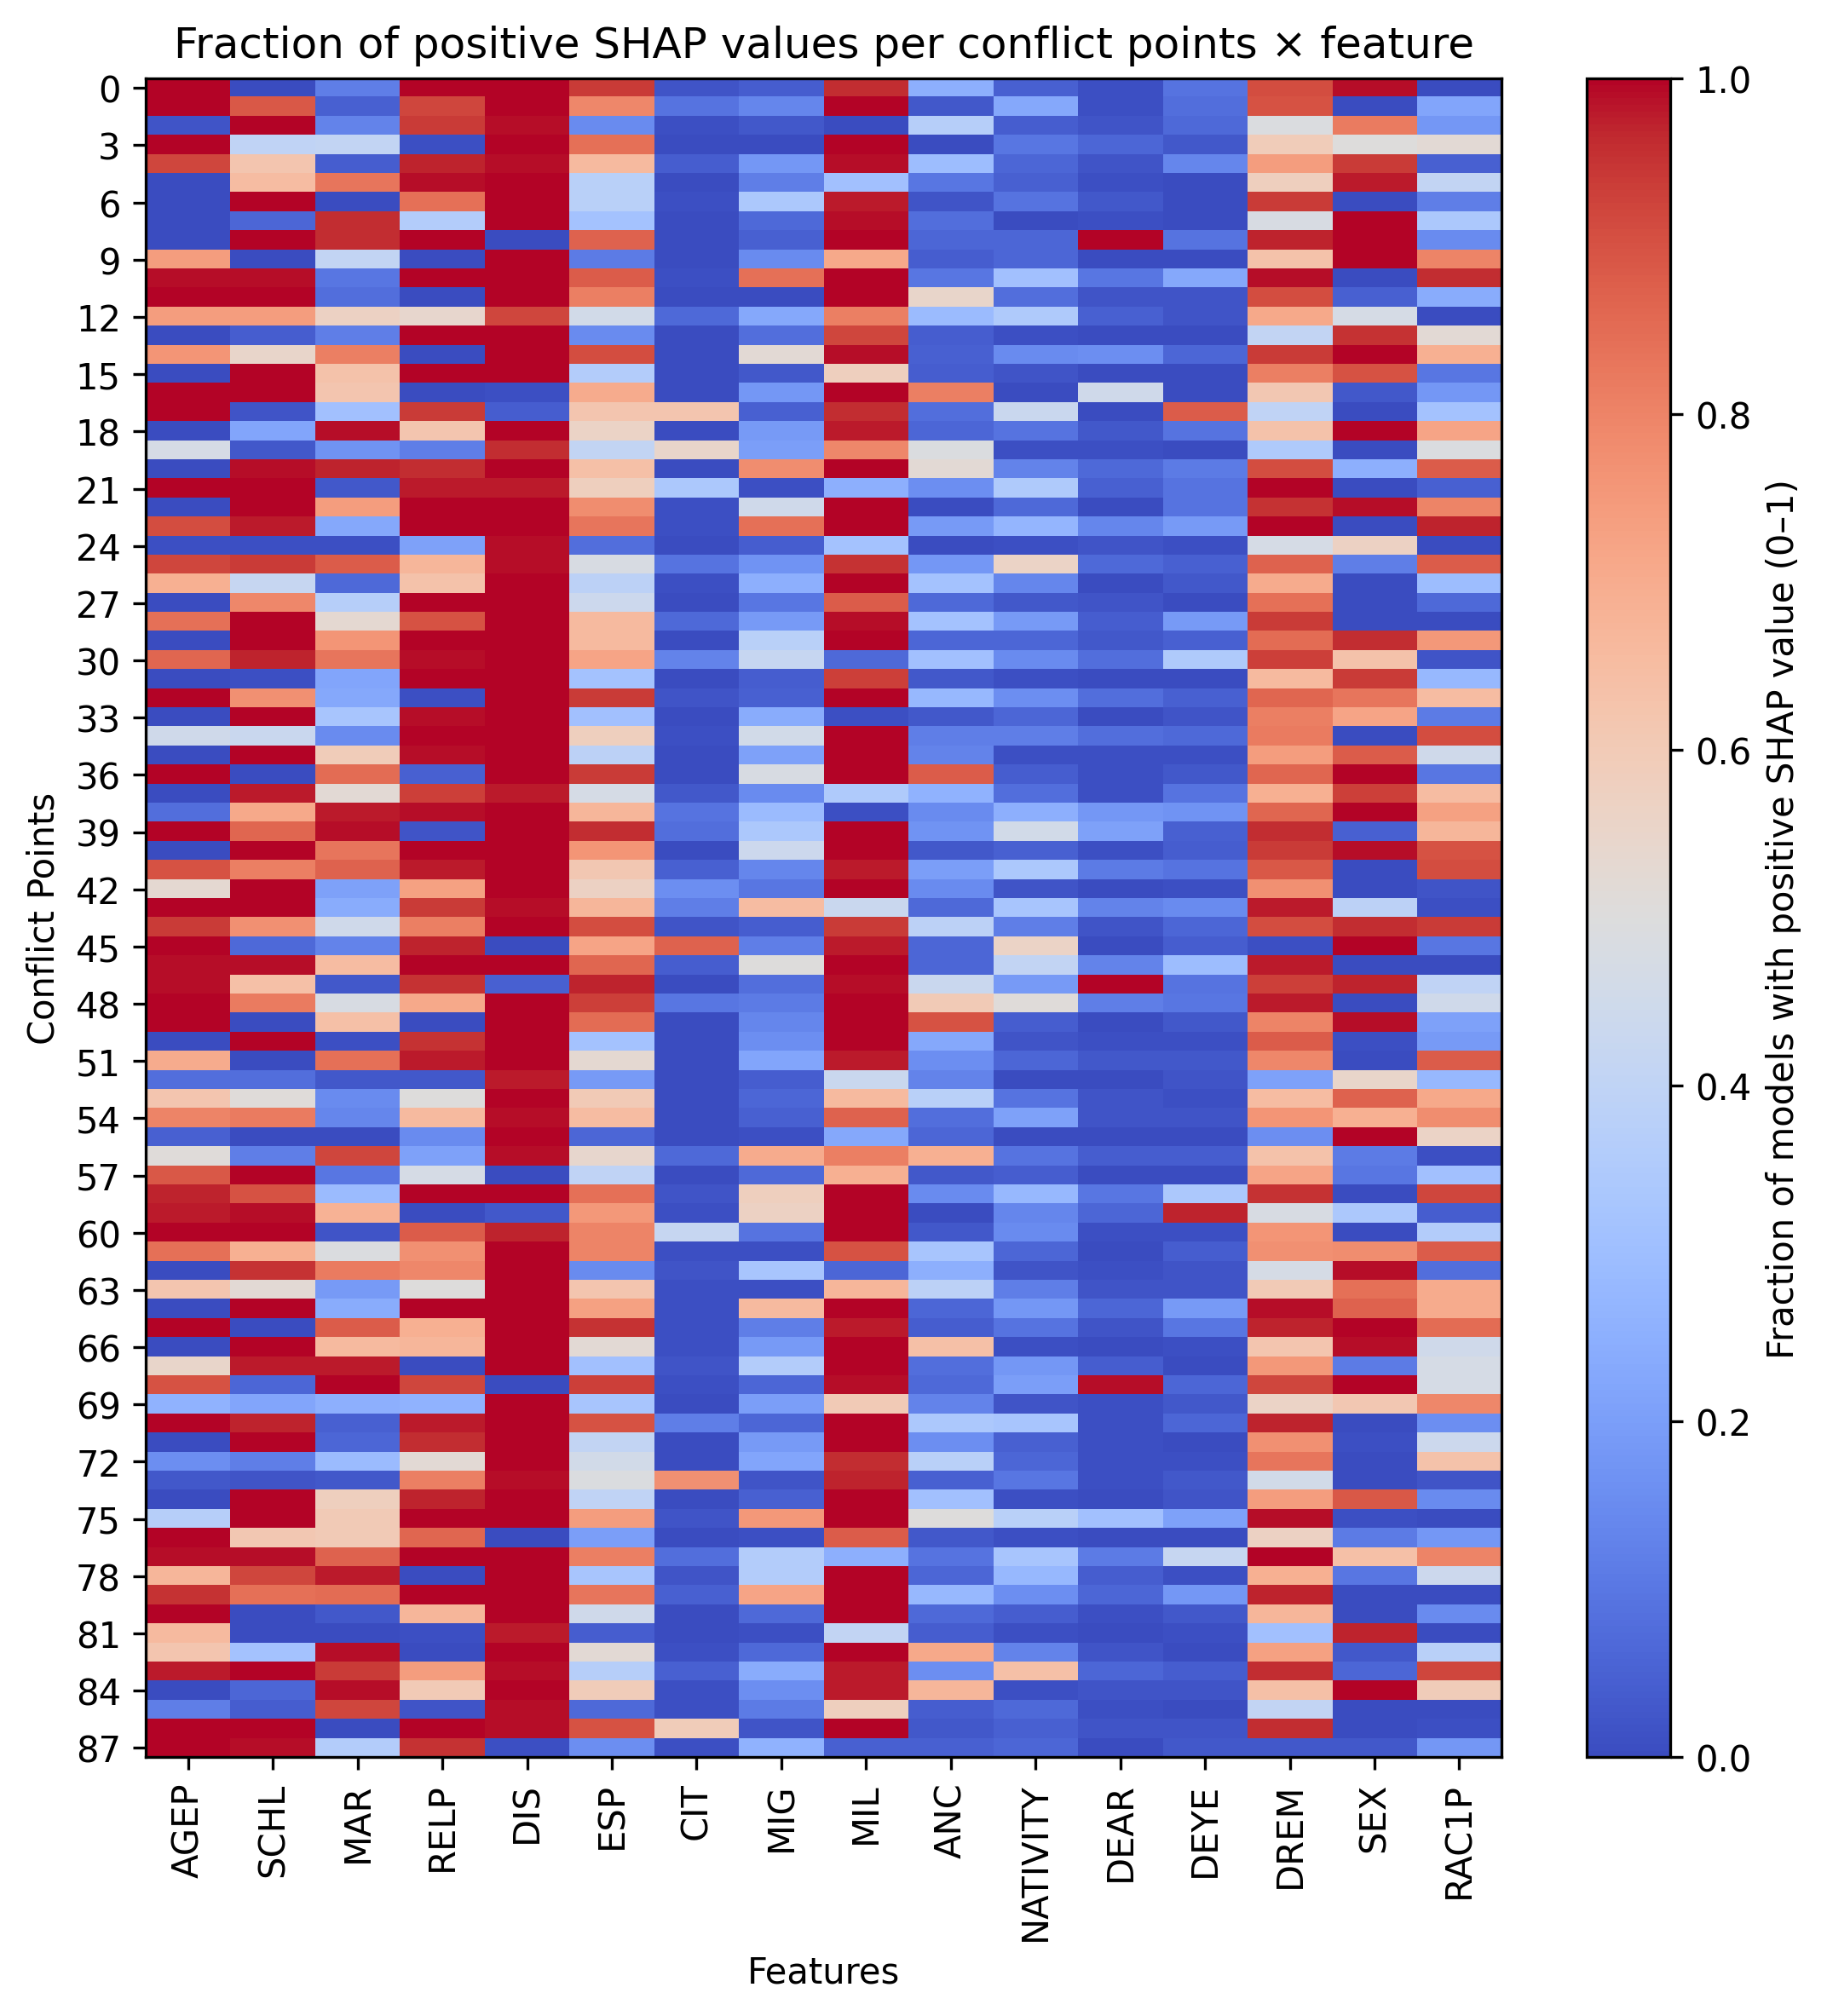 Fraction of positive SHAP values per conflict points × feature
0
3
6
9
12
15
18
21
24
27
30
33
36
39
42
45
48
51
54
57
60
63
66
69
72
75
78
81
84
87
Conflict Points
AGEP
SCHL
MAR
RELP
DIS
ESP
CIT
MIG
MIL
ANC
NATIVITY
DEAR
DEYE
DREM
SEX
RAC1P
Features
1.0
0.8
0.6
0.4
0.2
0.0
Fraction of models with positive SHAP value (0–1)